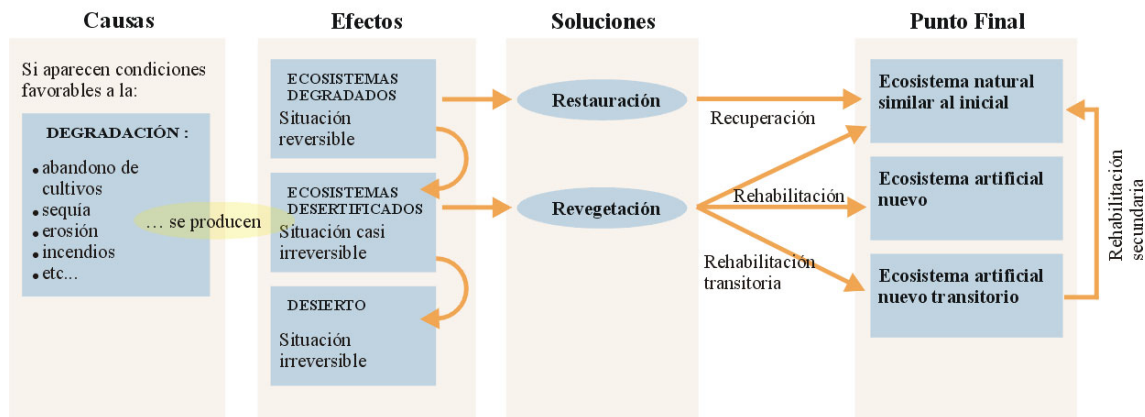 Causas
Si aparecen condiciones
favorables a la:
DEGRADACIÓN :
• abandono de
cultivos
• sequía
• erosión
• incendios
• etc...
... se producen
Efectos
ECOSISTEMAS
DEGRADADOS
Situación
reversible
ECOSISTEMAS
DESERTIFICADOS
Situación casi
irreversible
DESIERTO
Situación
irreversible
Soluciones
Restauración
Revegetación
Recuperación
Rehabilitación
Rehabilitación
transitoria
Punto Final
Ecosistema natural
similar al inicial
Ecosistema artificial
nuevo
Ecosistema artificial
nuevo transitorio
Rehabilitación
secundaria